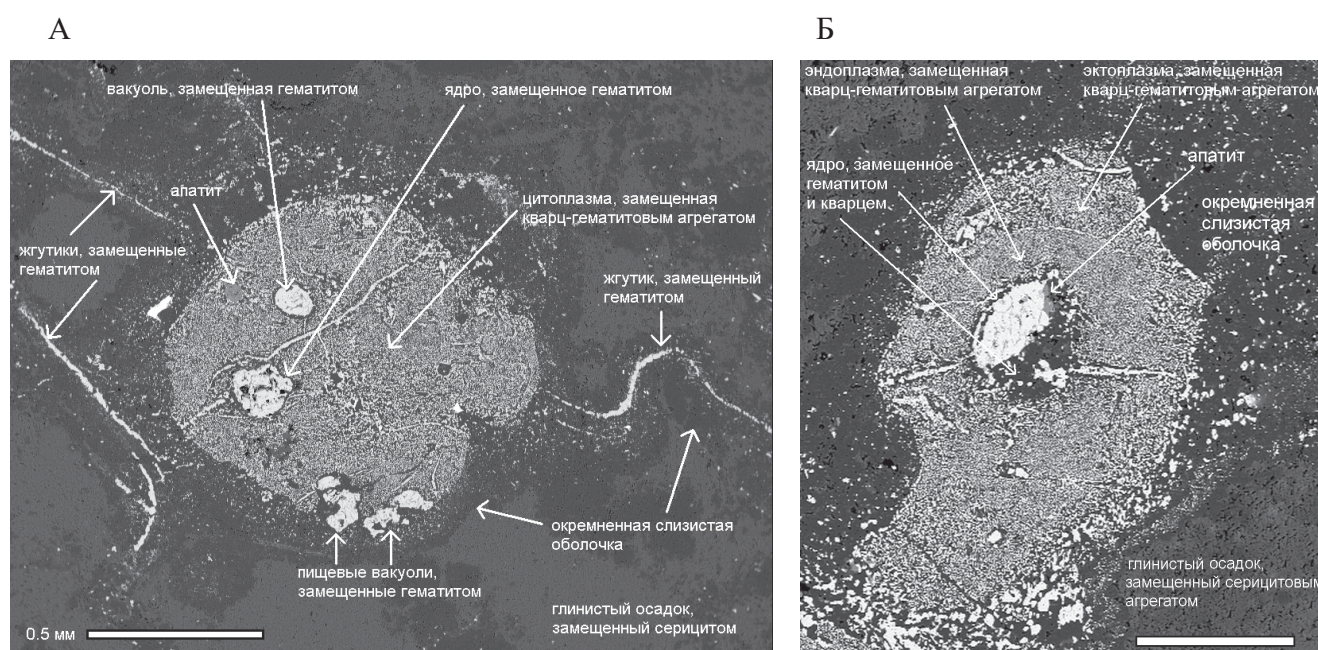 А
Б
вакуоль, замещенная гематитом
ядро, замещенное гематитом
апатит
цитоплазма, замещенная
кварц-гематитовым агрегатом
жгутики, замещенные
гематитом
жгутик, замещенный
гематитом
окремненная слизистая
оболочка
пищевые вакуоли,
замещенные гематитом
глинистый осадок,
замещенный серицитом
0.5 мм
эндоплазма, замещенная
кварц-гематитовым агрегатом
эктоплазма, замещенная
кварц-гематитовым агрегатом
ядро, замещенное
гематитом
и кварцем
апатит
окремненная
слизистая
оболочка
глинистый осадок,
замещенный серицитовым
агрегатом